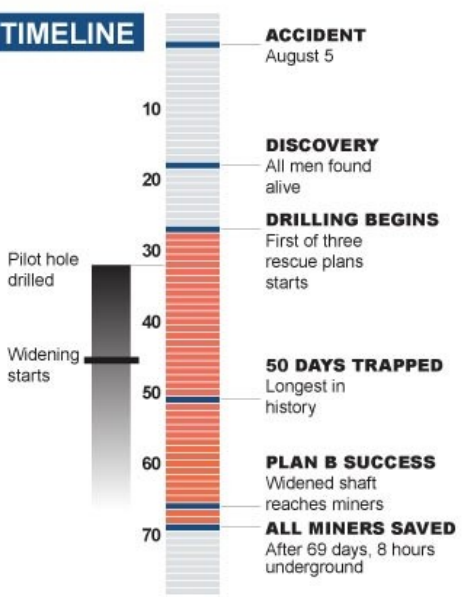 TIMELINE
ACCIDENT
August 5
10
DISCOVERY
All men found
alive
20
DRILLING BEGINS
First of three
rescue plans
starts
Pilot hole
drilled
30
40
Widening
starts
50 DAYS TRAPPED
Longest in
history
50
60
PLAN B SUCCESS
Widened shaft
reaches miners
70
ALL MINERS SAVED
After 69 days, 8 hours
underground